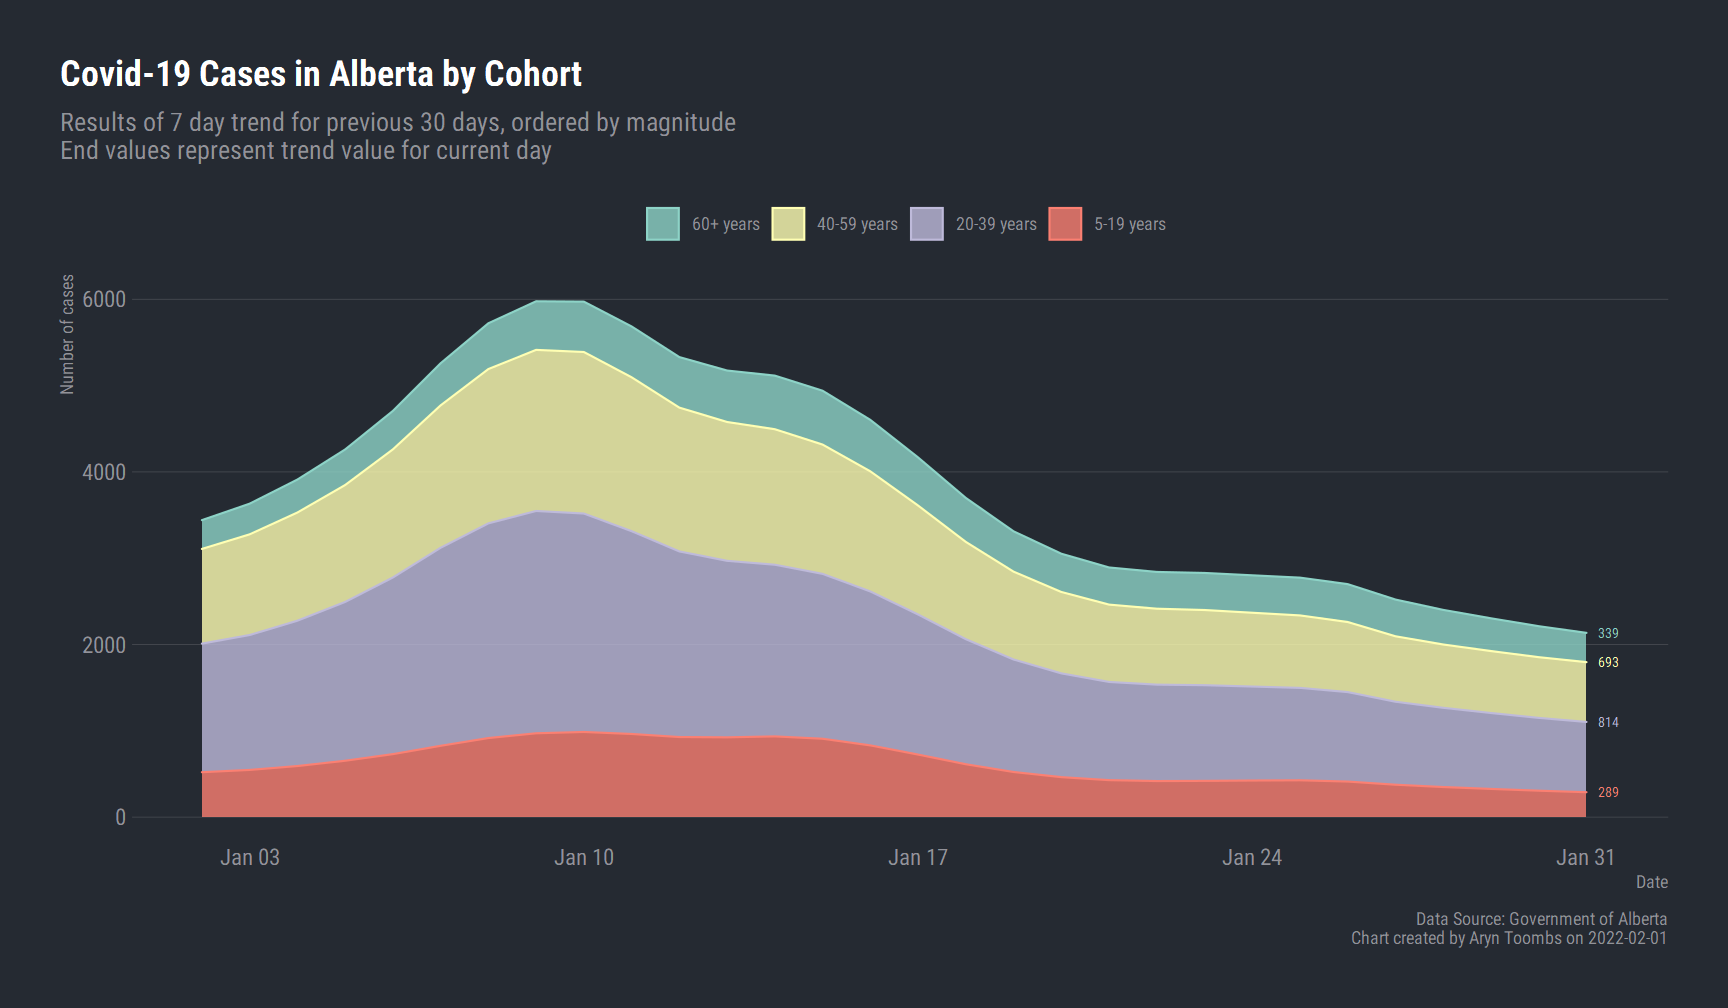 Covid-19 Cases in Alberta by Cohort
Results of 7 day trend for previous 30 days, ordered by magnitude
End values represent trend value for current day
60+ years
40-59 years
20-39 years
5-19 years
Number of cases
6000
4000
2000
0
339
693
814
289
Jan 03
Jan 10
Jan 17
Jan 24
Jan 31
Date
Data Source: Government of Alberta
Chart created by Aryn Toombs on 2022-02-01